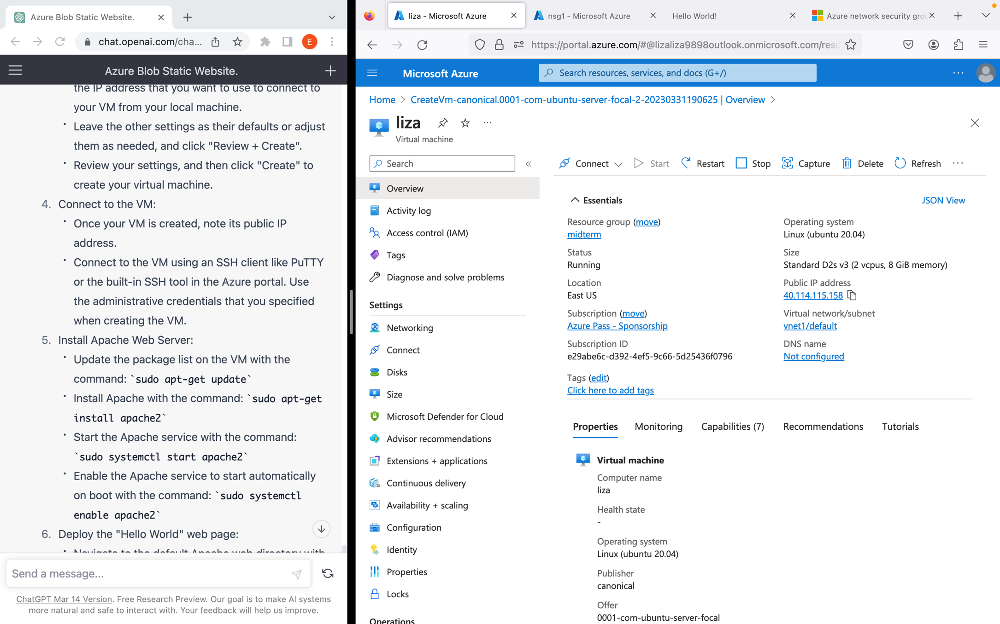 Azure Blob Static Website.
chat.openai.com/cha...
E
Azure Blob Static Website.
the IP address that you want to use to connect to
your VM from your local machine.
• Leave the other settings as their defaults or adjust
them as needed, and click "Review + Create".
• Review your settings, and then click "Create" to
create your virtual machine.
4. Connect to the VM:
• Once your VM is created, note its public IP
address.
• Connect to the VM using an SSH client like PuTTY
or the built-in SSH tool in the Azure portal. Use
the administrative credentials that you specified
when creating the VM.
5. Install Apache Web Server:
• Update the package list on the VM with the
command: `sudo apt-get update`
• Install Apache with the command: `sudo apt-get
install apache2`
• Start the Apache service with the command:
`sudo systemctl start apache2`
• Enable the Apache service to start automatically
on boot with the command: `sudo systemctl
enable apache2`
6. Deploy the "Hello World" web page:
• Navigate to the default Apache web directory with
Send a message...
ChatGPT Mar 14 Version. Free Research Preview. Our goal is to make AI systems
more natural and safe to interact with. Your feedback will help us improve.
liza - Microsoft Azure
nsg1 - Microsoft Azure
Hello World!
Azure network security grou
https://portal.azure.com/#@lizaliza9898outlook.onmicrosoft.com/reso
Microsoft Azure
Search resources, services, and docs (G+/)
...
Home > CreateVm-canonical.0001-com-ubuntu-server-focal-2-20230331190625 | Overview >
liza
...
Virtual machine
Search
«
Connect
Start
Restart
Stop
Capture
Delete
Refresh
...
Overview
Activity log
Access control (IAM)
Tags
Diagnose and solve problems
Settings
Networking
Connect
Disks
Size
Microsoft Defender for Cloud
Advisor recommendations
Extensions + applications
Continuous delivery
Availability + scaling
Configuration
Identity
Properties
Locks
Operations
Essentials
JSON View
Resource group (move)
midterm
Status
Running
Location
East US
Subscription (move)
Azure Pass - Sponsorship
Subscription ID
e29abe6c-d392-4ef5-9c66-5d25436f0796
Tags (edit)
Click here to add tags
Operating system
Linux (ubuntu 20.04)
Size
Standard D2s v3 (2 vcpus, 8 GiB memory)
Public IP address
40.114.115.158
Virtual network/subnet
vnet1/default
DNS name
Not configured
Properties
Monitoring
Capabilities (7)
Recommendations
Tutorials
Virtual machine
Computer name
liza
Health state
-
Operating system
Linux (ubuntu 20.04)
Publisher
canonical
Offer
0001-com-ubuntu-server-focal